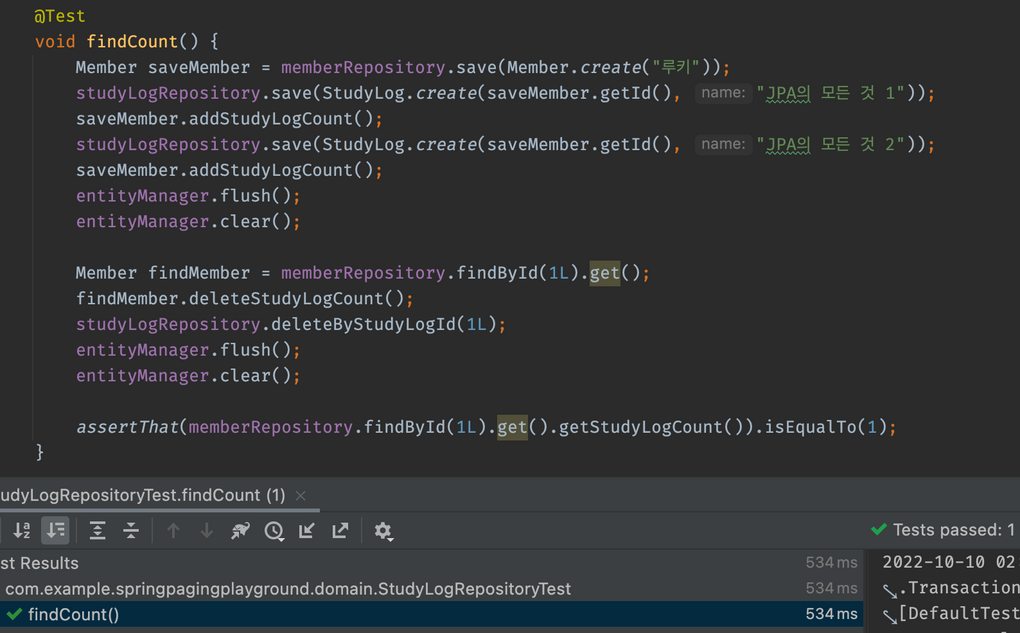 @Test
void findCount() {
Member saveMember = memberRepository.save(Member.create("루키"));
studyLogRepository.save(StudyLog.create(saveMember.getId(), name: "JPA의 모든 것 1"));
saveMember.addStudyLogCount();
studyLogRepository.save(StudyLog.create(saveMember.getId(), name: "JPA의 모든 것 2"));
saveMember.addStudyLogCount();
entityManager.flush();
entityManager.clear();
Member findMember = memberRepository.findById(1L).get();
findMember.deleteStudyLogCount();
studyLogRepository.deleteByStudyLogId(1L);
entityManager.flush();
entityManager.clear();
assertThat(memberRepository.findById(1L).get().getStudyLogCount()).isEqualTo(1);
}
udyLogRepositoryTest.findCount (1)
Tests passed: 1
st Results 534 ms
2022-10-10 02
com.example.springpagingplayground.domain.StudyLogRepositoryTest 534 ms
.Transaction
findCount() 534 ms
[DefaultTest